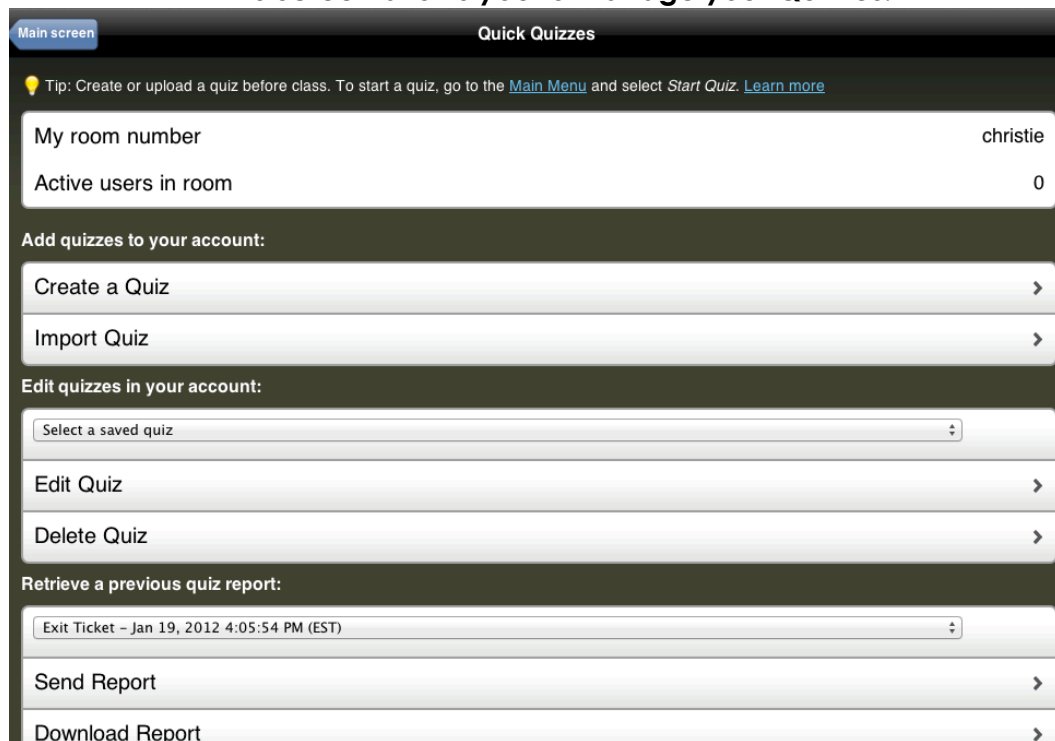 Main screen
Quick Quizzes
Tip: Create or upload a quiz before class. To start a quiz, go to the Main Menu and select Start Quiz. Learn more
My room number christie
Active users in room 0
Add quizzes to your account:
Create a Quiz
Import Quiz
Edit quizzes in your account:
Select a saved quiz
Edit Quiz
Delete Quiz
Retrieve a previous quiz report:
Exit Ticket – Jan 19, 2012 4:05:54 PM (EST)
Send Report
Download Report